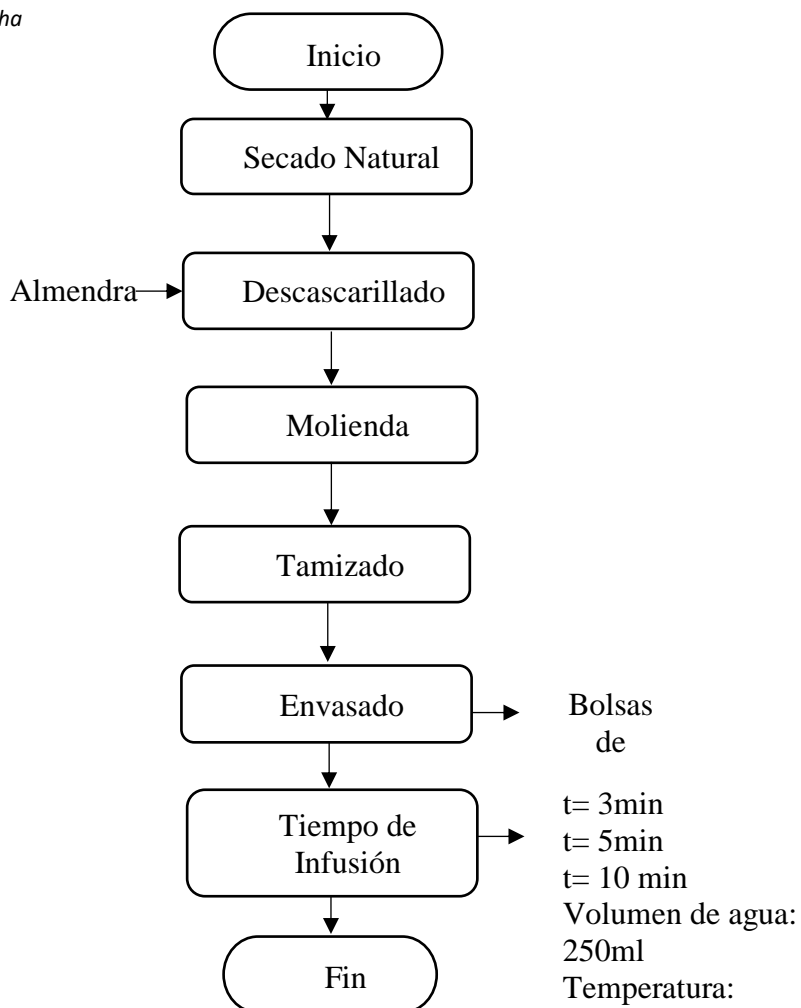 ha
Inicio
Secado Natural
Almendra
Descascarillado
Molienda
Tamizado
Envasado
Bolsas
de
Tiempo de
Infusión
t= 3min
t= 5min
t= 10 min
Volumen de agua:
250ml
Temperatura:
Fin